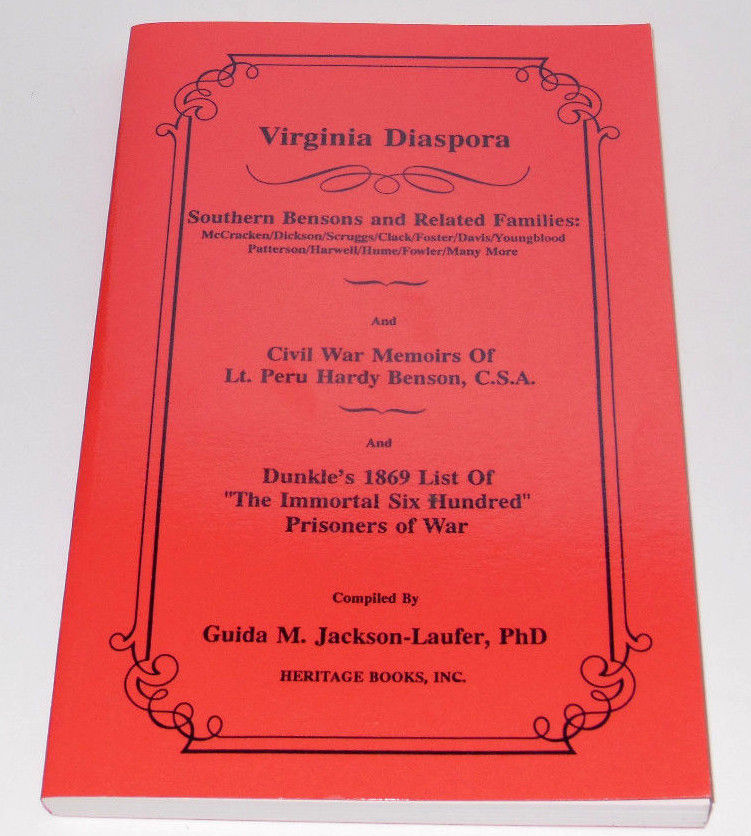 Virginia Diaspora
Southern Bensons and Related Families:
McCracken/Dickson/Scruggs/Clack/Foster/Davis/Youngblood
Patterson/Harwell/Hume/Fowler/Many More
And
Civil War Memoirs Of
Lt. Peru Hardy Benson, C.S.A.
And
Dunkle's 1869 List Of
"The Immortal Six Hundred"
Prisoners of War
Compiled By
Guida M. Jackson-Laufer, PhD
HERITAGE BOOKS, INC.